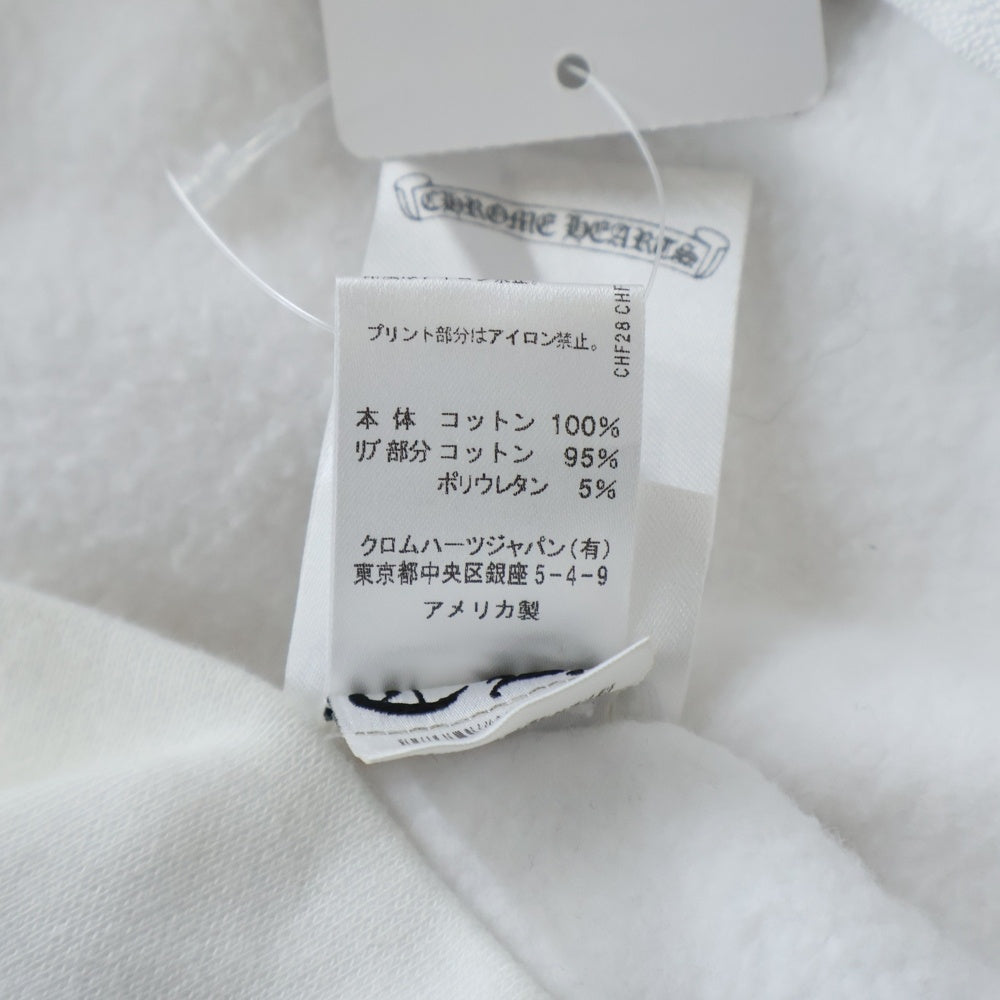 CHROME HEARTS
プリント部分はアイロン禁止。
CHF28 CHF
本体 コットン 100%
リブ部分 コットン 95%
ポリウレタン 5%
クロムハーツジャパン(有)
東京都中央区銀座5-4-9
アメリカ製